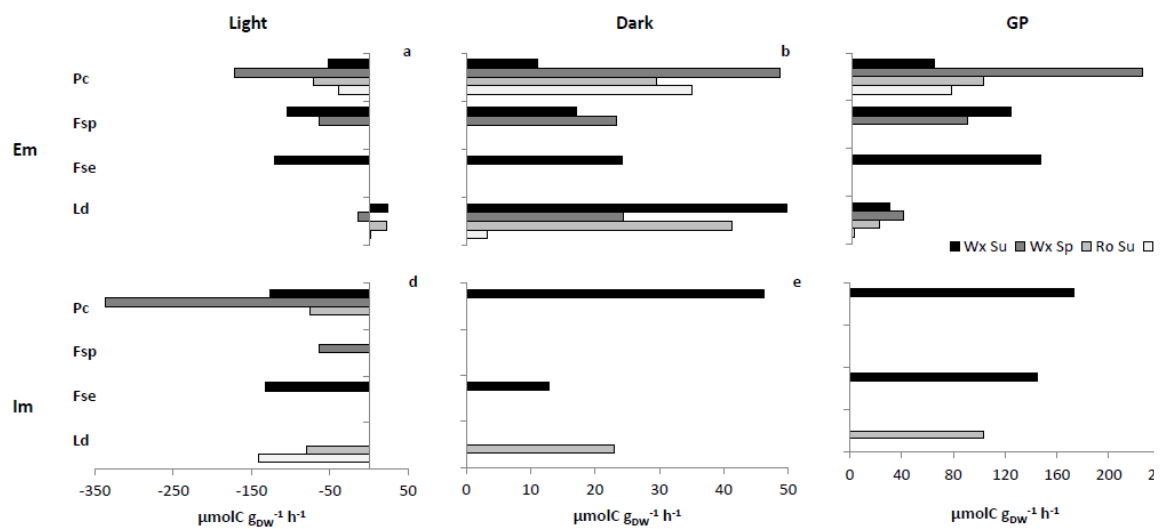 Light
Dark
GP
a
b
Em
Pc
Fsp
Fse
Ld
Wx Su
Wx Sp
Ro Su
d
e
Im
Pc
Fsp
Fse
Ld
-350 -250 -150 -50 50
0 10 20 30 40 50
0 40 80 120 160 200
µmolC gDW⁻¹ h⁻¹
µmolC gDW⁻¹ h⁻¹
µmolC gDW⁻¹ h⁻¹